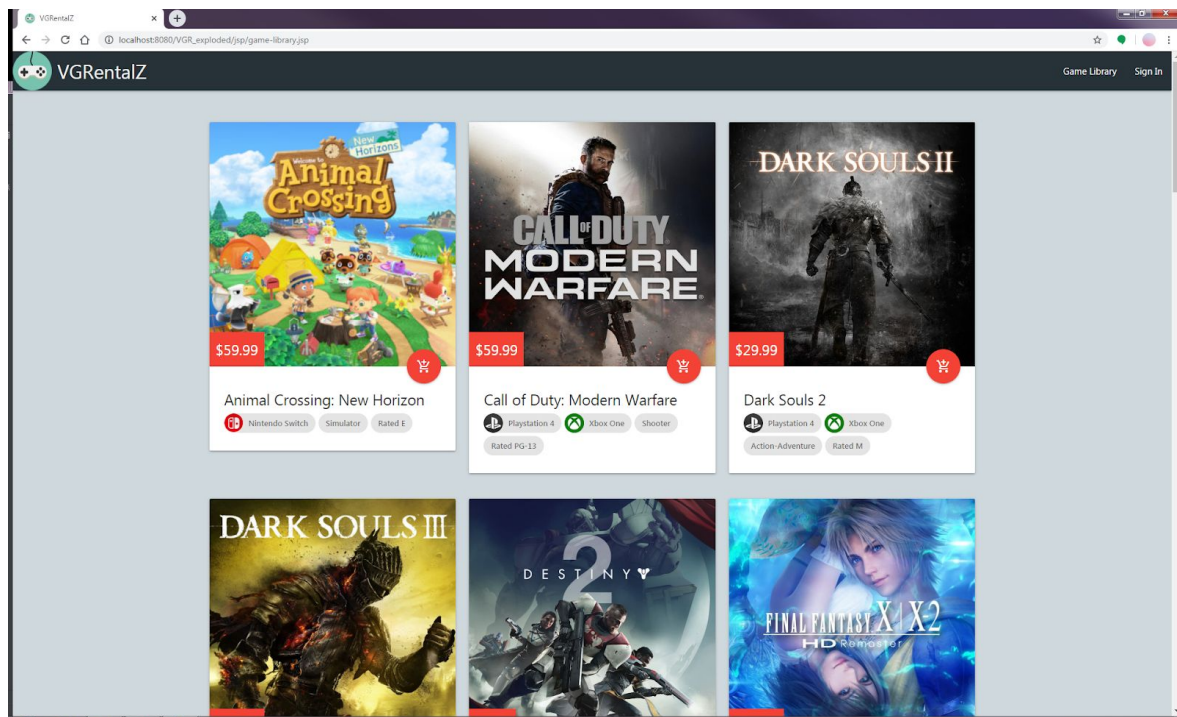 VGRentalZ
localhost:8080/VGR_exploded/jsp/game-library.jsp
VGRentalZ
Game Library Sign In
Welcome to
Animal
Crossing
New
Horizons
$59.99
Animal Crossing: New Horizon
Nintendo Switch Simulator Rated E
CALL OF DUTY
MODERN
WARFARE
$59.99
Call of Duty: Modern Warfare
Playstation 4 Xbox One Shooter
Rated PG-13
DARK SOULS II
$29.99
Dark Souls 2
Playstation 4 Xbox One
Action-Adventure Rated M
DARK SOULS III
2
DESTINY
FINAL FANTASY X|X2
HD Remaster